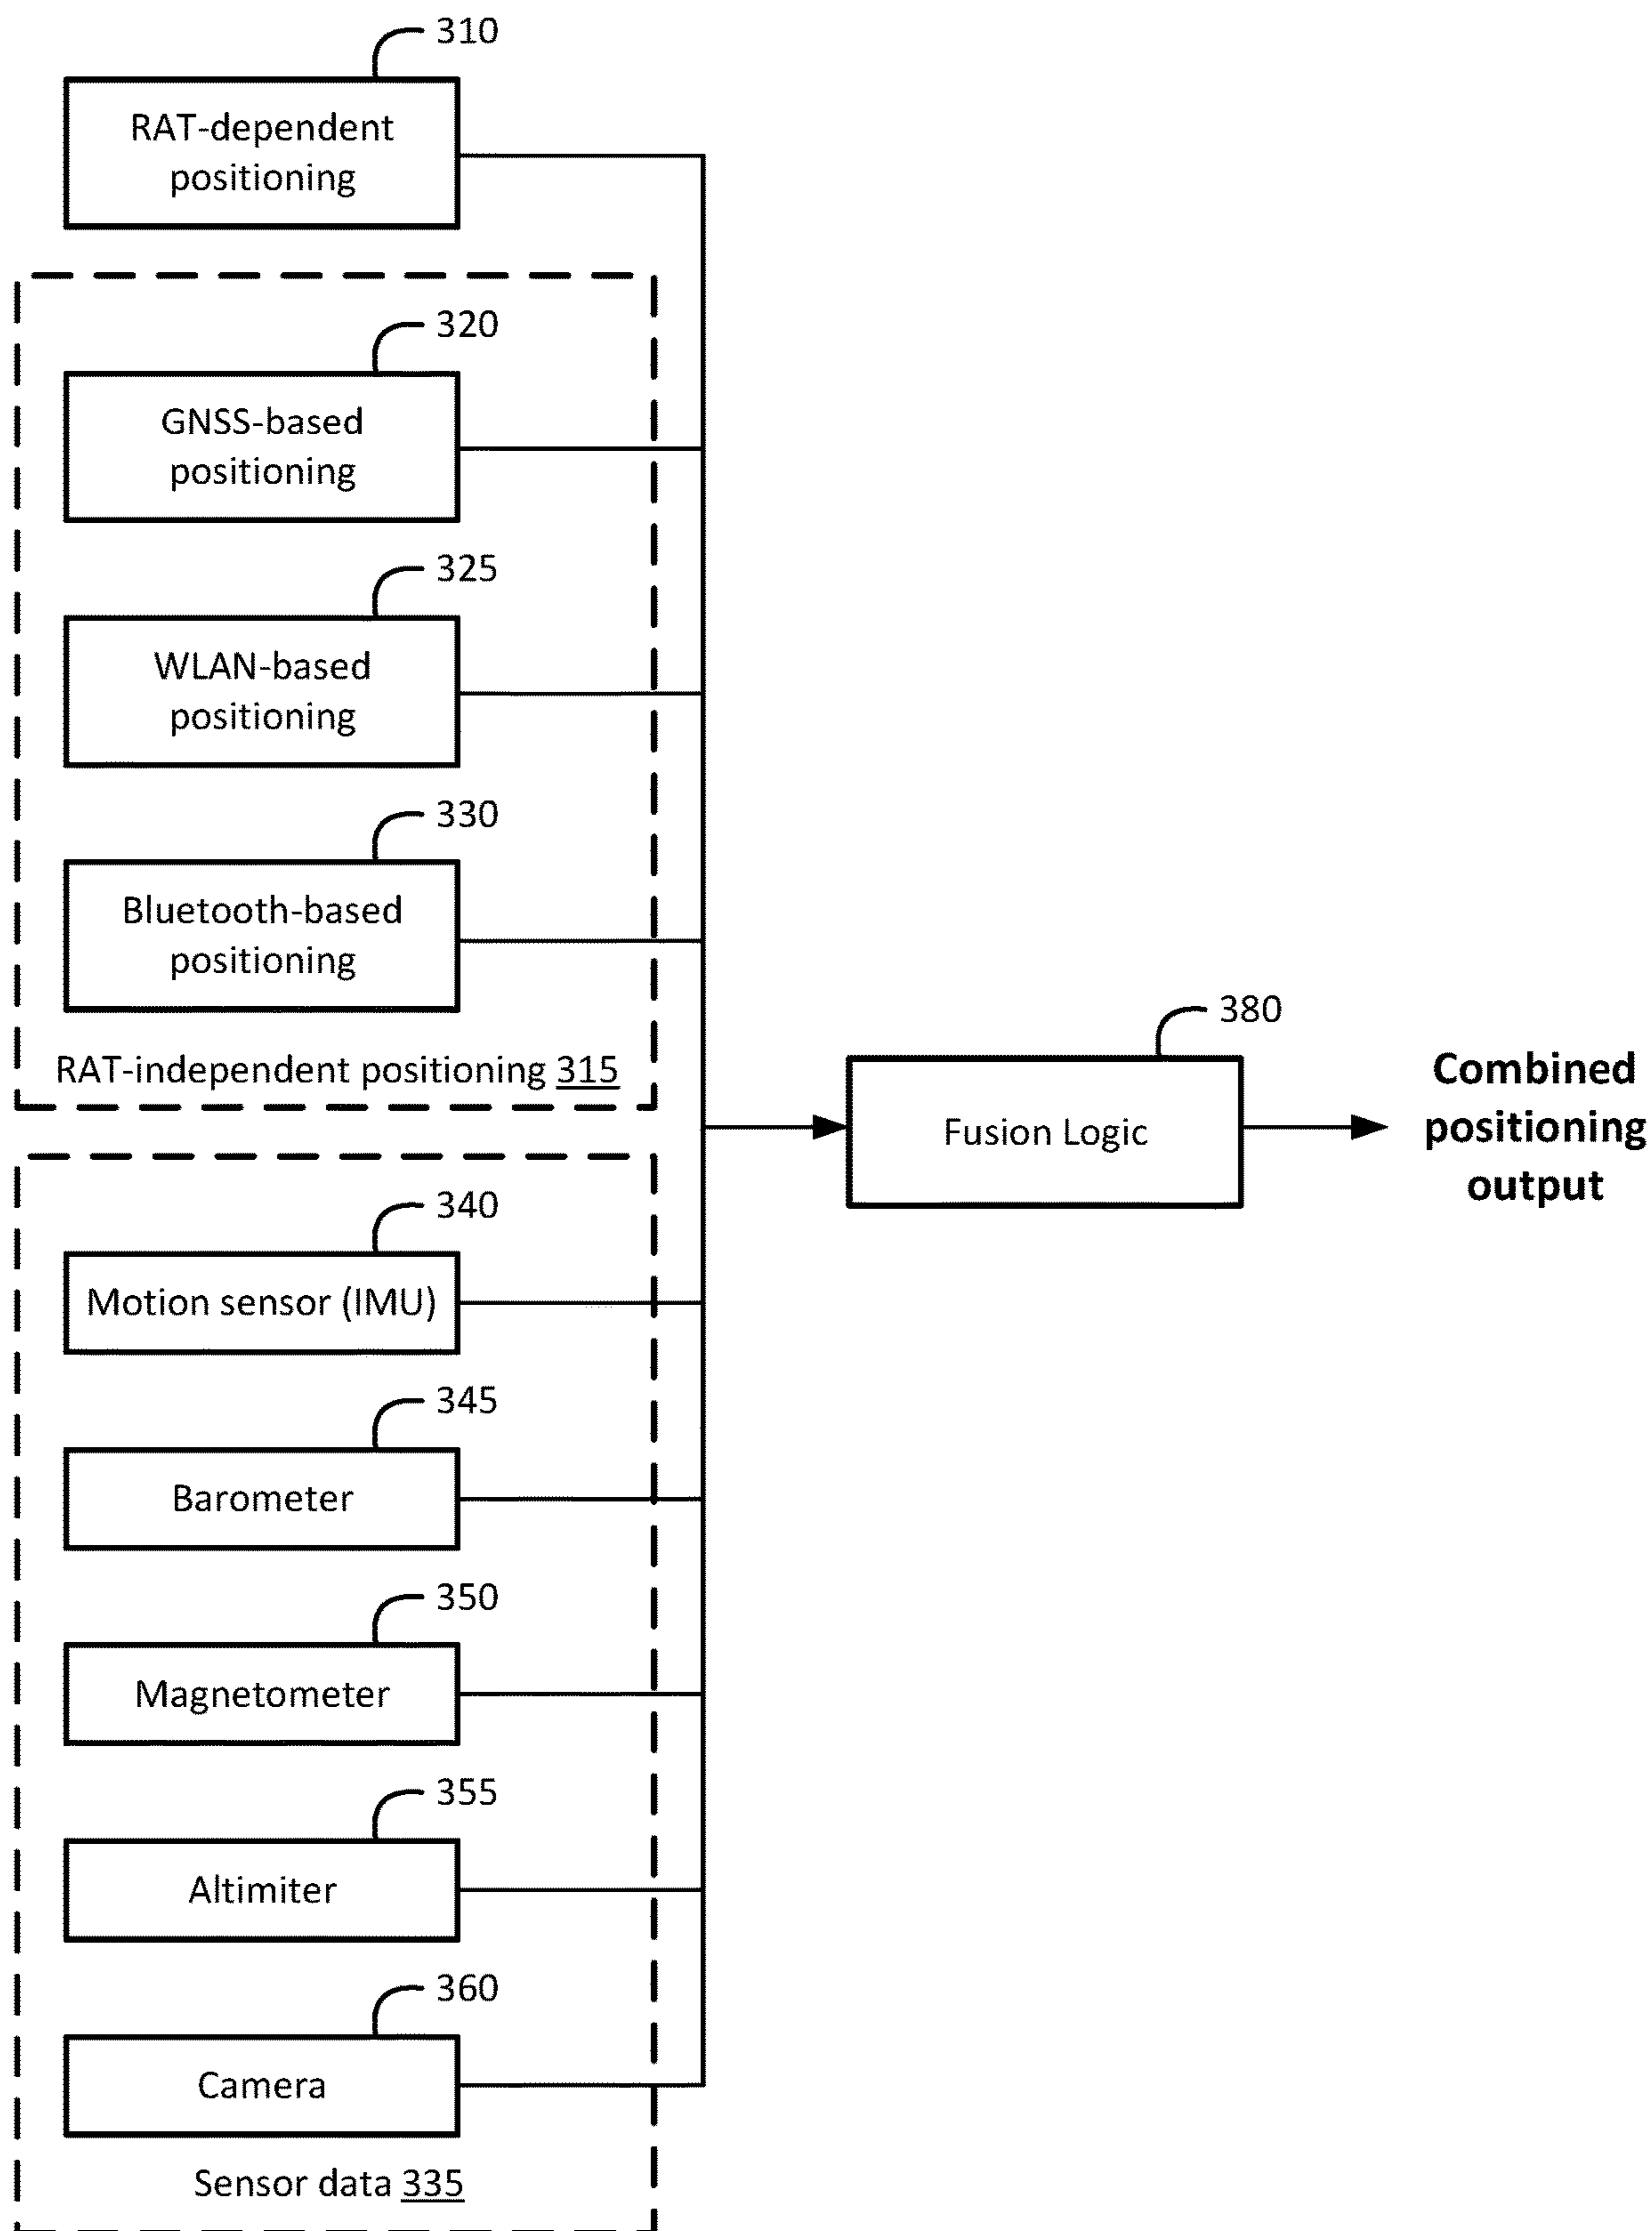 310
RAT-dependent
positioning
320
GNSS-based
positioning
325
WLAN-based
positioning
330
Bluetooth-based
positioning
RAT-independent positioning 315
340
Motion sensor (IMU)
345
Barometer
350
Magnetometer
355
Altimiter
360
Camera
Sensor data 335
380
Fusion Logic
Combined
positioning
output